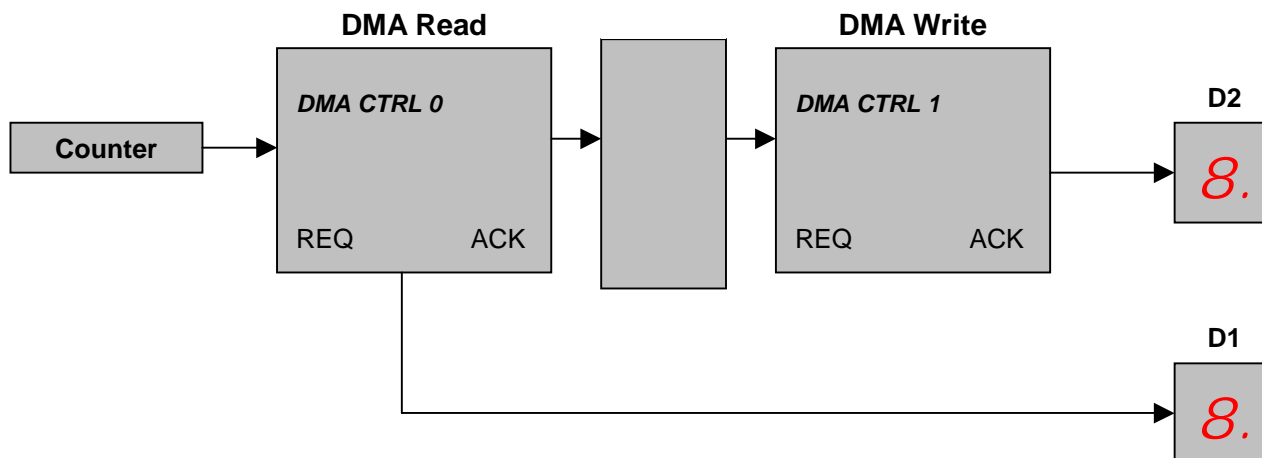 DMA Read
DMA Write
DMA CTRL 0
DMA CTRL 1
D2
Counter
8.
REQ ACK
REQ ACK
D1
8.